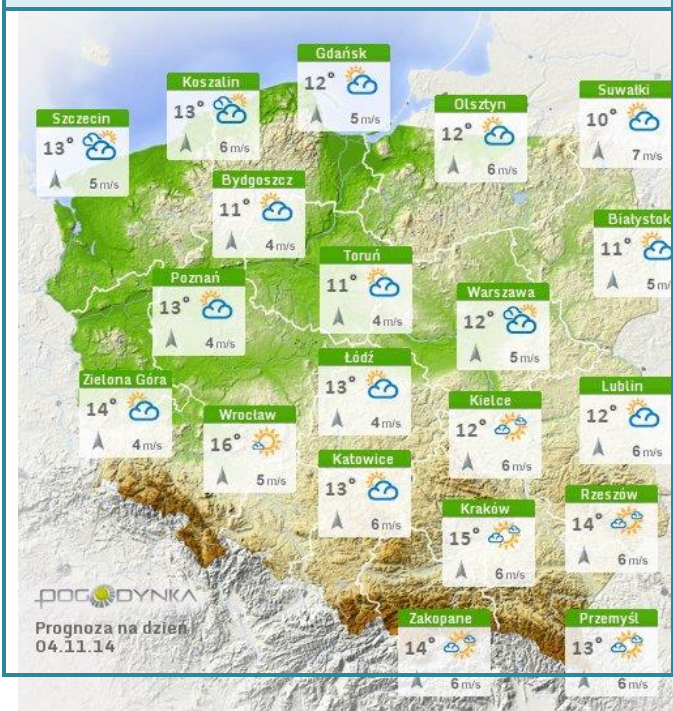 Gdańsk
12°
5 m/s
Koszalin
13°
6 m/s
Suwałki
10°
7 m/s
Olsztyn
12°
6 m/s
Szczecin
13°
5 m/s
Bydgoszcz
11°
4 m/s
Białystok
11°
5 m/
Toruń
11°
4 m/s
Poznań
13°
4 m/s
Warszawa
12°
5 m/s
Łódź
13°
4 m/s
Zielona Góra
14°
4 m/s
Lublin
12°
6 m/s
Kielce
12°
6 m/s
Wrocław
16°
5 m/s
Katowice
13°
6 m/s
Rzeszów
14°
6 m/s
Kraków
15°
6 m/s
POGODYNKA
Prognoza na dzień
04.11.14
Zakopane
14°
6 m/s
Przemyśl
13°
6 m/s